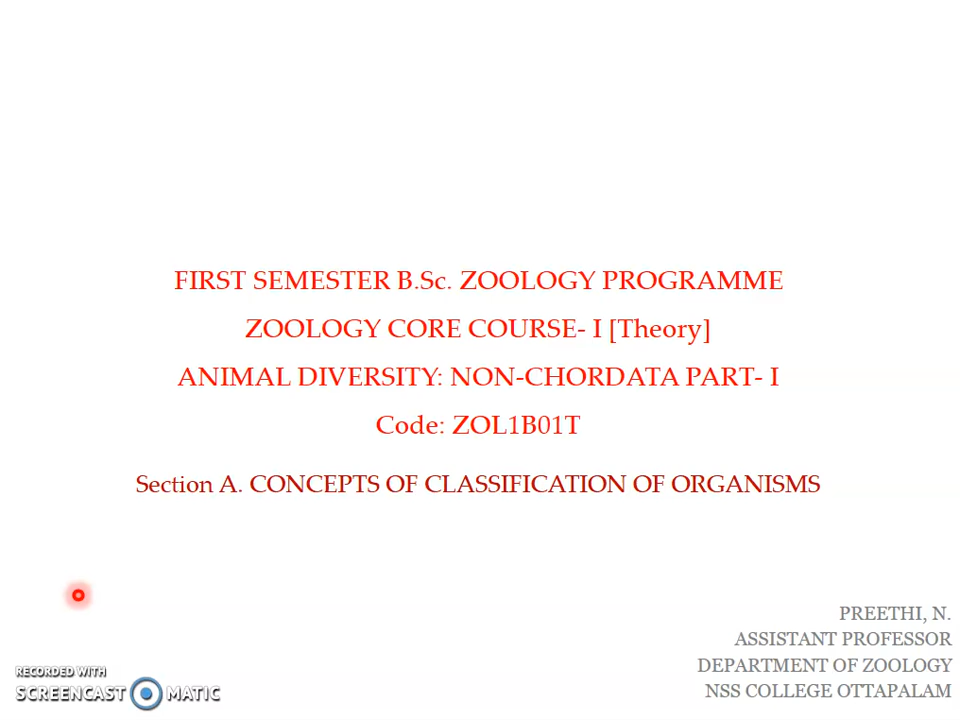 FIRST SEMESTER B.Sc. ZOOLOGY PROGRAMME
ZOOLOGY CORE COURSE- I [Theory]
ANIMAL DIVERSITY: NON-CHORDATA PART- I
Code: ZOL1B01T
Section A. CONCEPTS OF CLASSIFICATION OF ORGANISMS
PREETHI, N.
ASSISTANT PROFESSOR
DEPARTMENT OF ZOOLOGY
NSS COLLEGE OTTAPALAM
RECORDED WITH
SCREENCAST MATIC